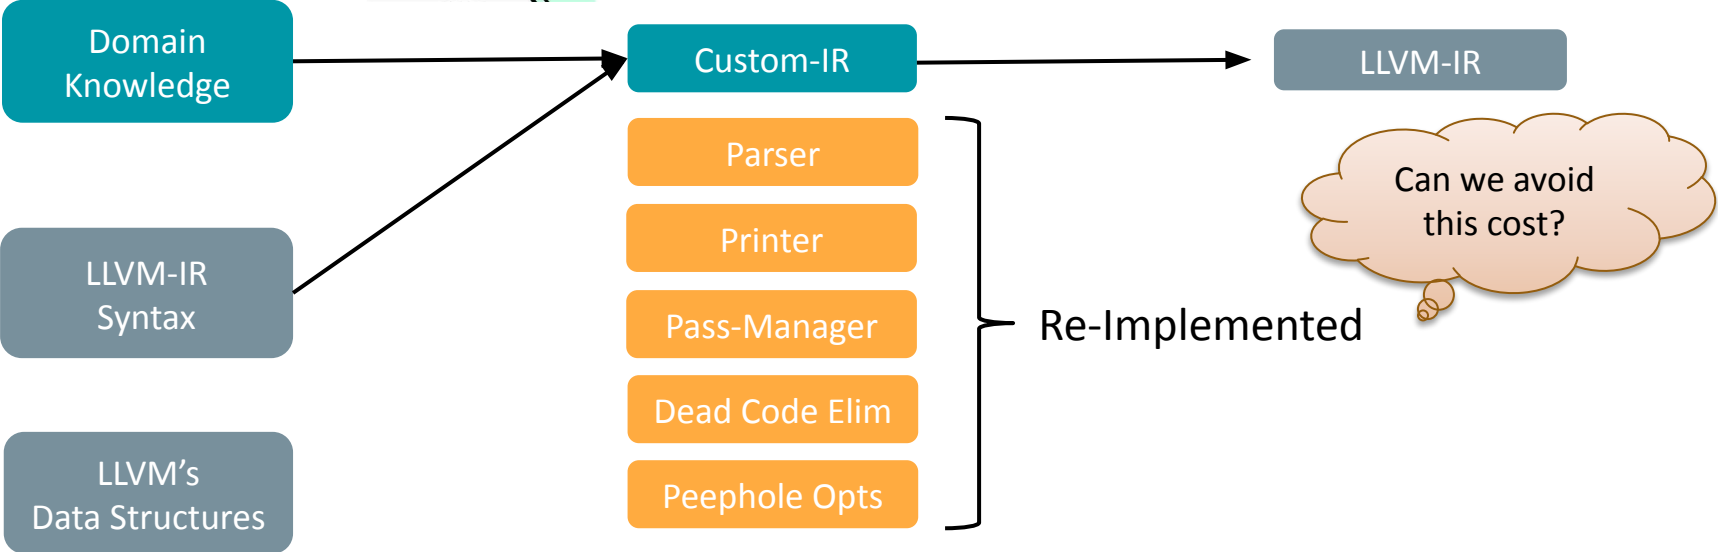 Domain
Knowledge
Custom-IR
LLVM-IR
Parser
Printer
Pass-Manager
Dead Code Elim
Peephole Opts
LLVM-IR
Syntax
LLVM's
Data Structures
Re-Implemented
Can we avoid
this cost?